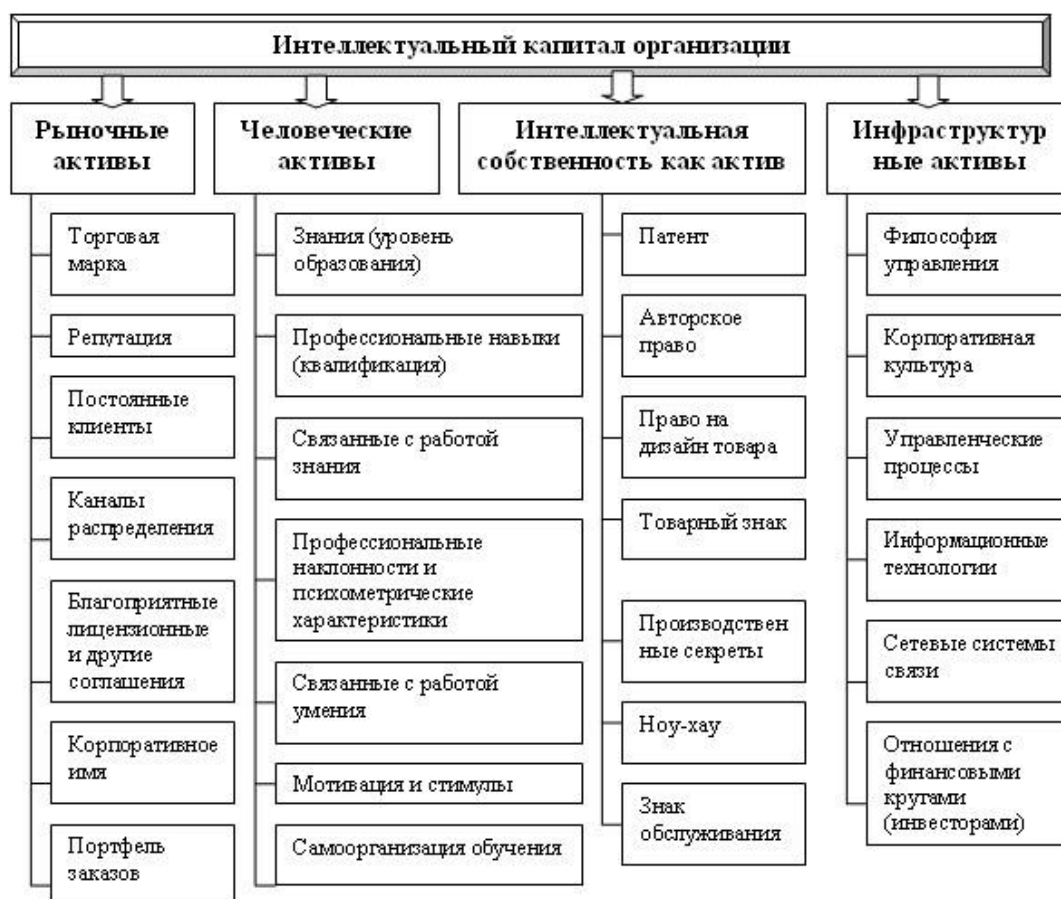 Интеллектуальный капитал организации
Рыночные
активы
Торговая
марка
Репутация
Постоянные
клиенты
Каналы
распределения
Благоприятные
лицензионные
и другие
соглашения
Корпоративное
имя
Портфель
заказов
Человеческие
активы
Знания (уровень
образования)
Профессиональные навыки
(квалификация)
Связанные с работой
знания
Профессиональные
наклонности и
психометрические
характеристики
Связанные с работой
умения
Мотивация и стимулы
Самоорганизация обучения
Интеллектуальная
собственность как актив
Патент
Авторское
право
Право на
дизайн товара
Товарный знак
Производствен
ные секреты
Ноу-хау
Знак
обслуживания
Инфраструктур
ные активы
Философия
управления
Корпоративная
культура
Управленческие
процессы
Информационные
технологии
Сетевые системы
связи
Отношения с
финансовыми
кругами
(инвесторами)